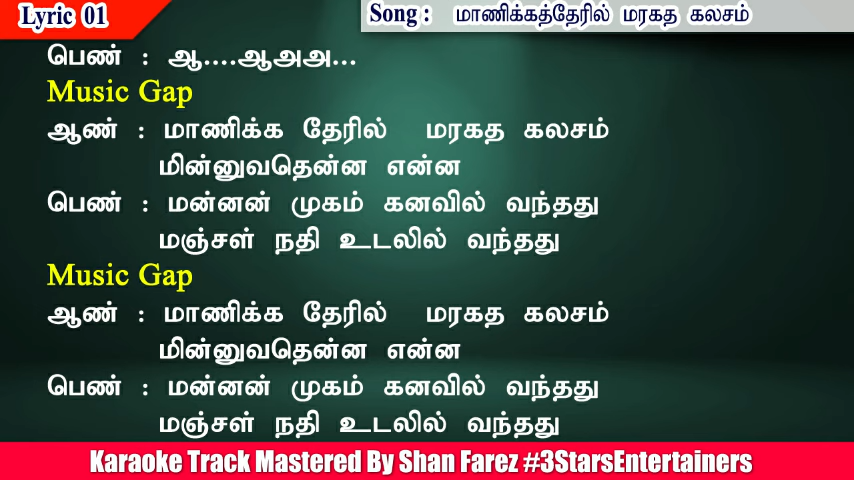 Lyric 01
Song : மாணிக்கத்தேரில் மரகத கலசம்
பெண் : ஆ....ஆஅஅ...
Music Gap
ஆண் : மாணிக்க தேரில் மரகத கலசம்
மின்னுவதென்ன என்ன
பெண் : மன்னன் முகம் கனவில் வந்தது
மஞ்சள் நதி உடலில் வந்தது
Music Gap
ஆண் : மாணிக்க தேரில் மரகத கலசம்
மின்னுவதென்ன என்ன
பெண் : மன்னன் முகம் கனவில் வந்தது
மஞ்சள் நதி உடலில் வந்தது
Karaoke Track Mastered By Shan Farez #3StarsEntertainers